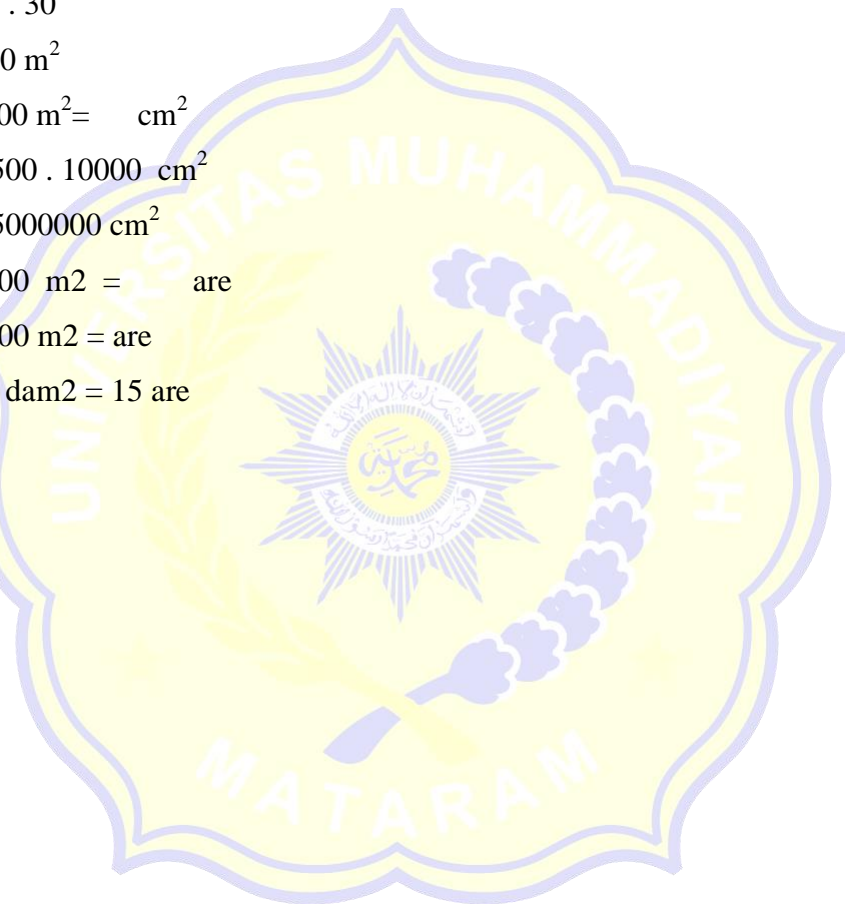 . 30
0 m²
00 m²= cm²
500 . 10000 cm²
5000000 cm²
00 m2 = are
00 m2 = are
dam2 = 15 are
UNIVERSITAS MUHAMMADIYAH
MATARAM